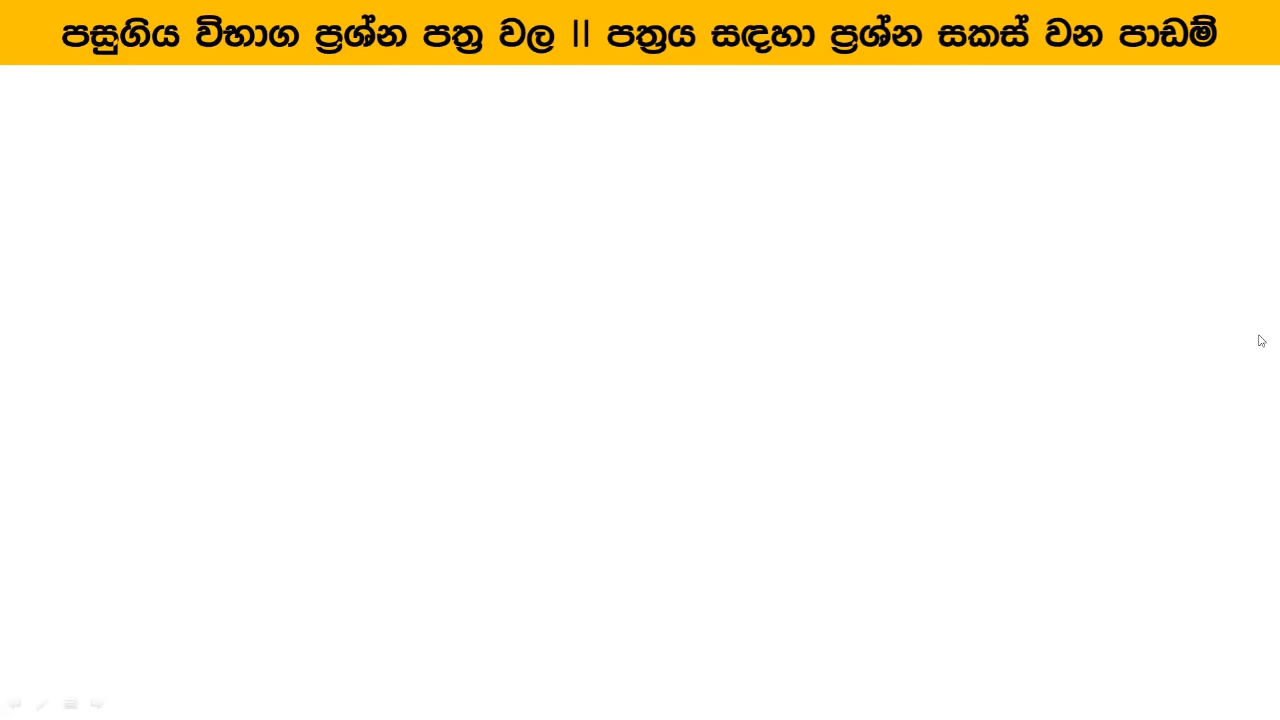 පසුගිය විභාග ප්‍රශ්න පත්‍ර වල II පත්‍රය සඳහා ප්‍රශ්න සකස් වන පාඩම්